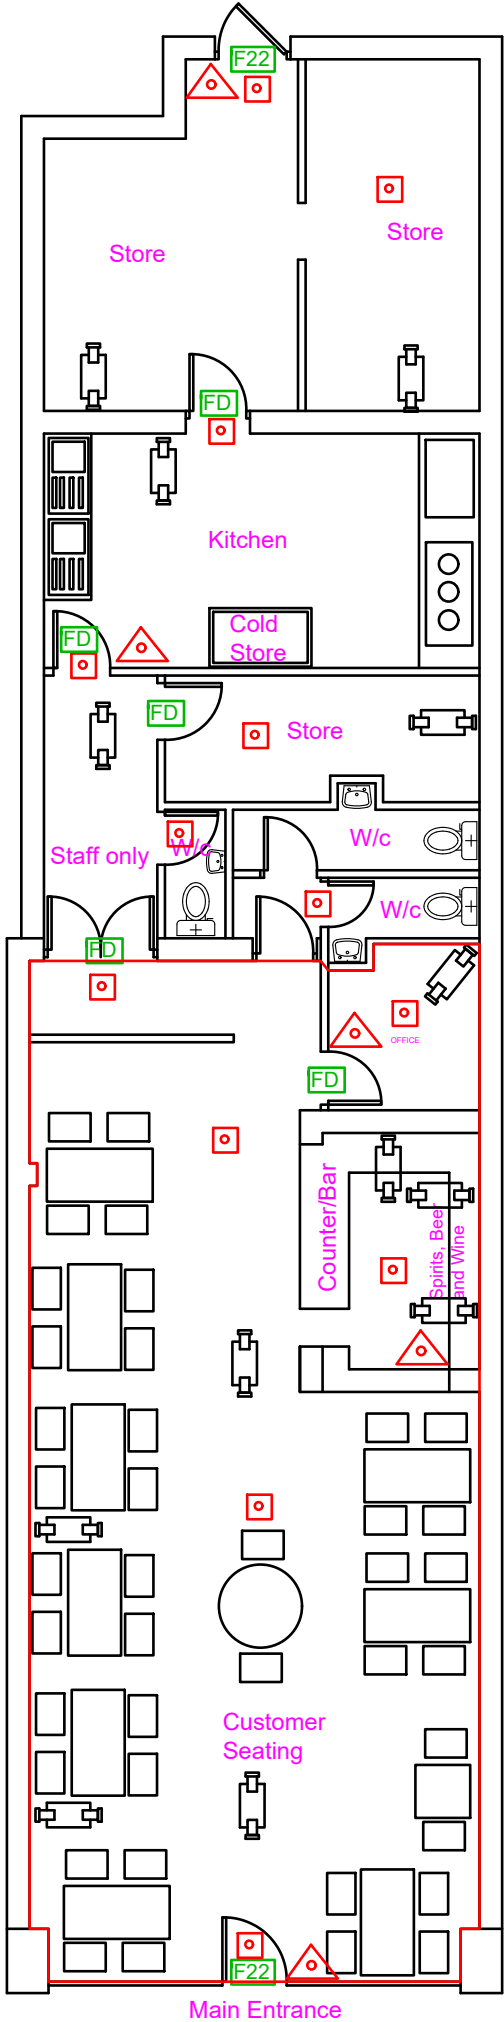 F22
Store
Store
FD
Kitchen
Cold
Store
FD
FD
Store
Staff only
W/c
W/c
W/c
FD
OFFICE
FD
Counter/Bar
Spirits, Beer
and Wine
Customer
Seating
F22
Main Entrance